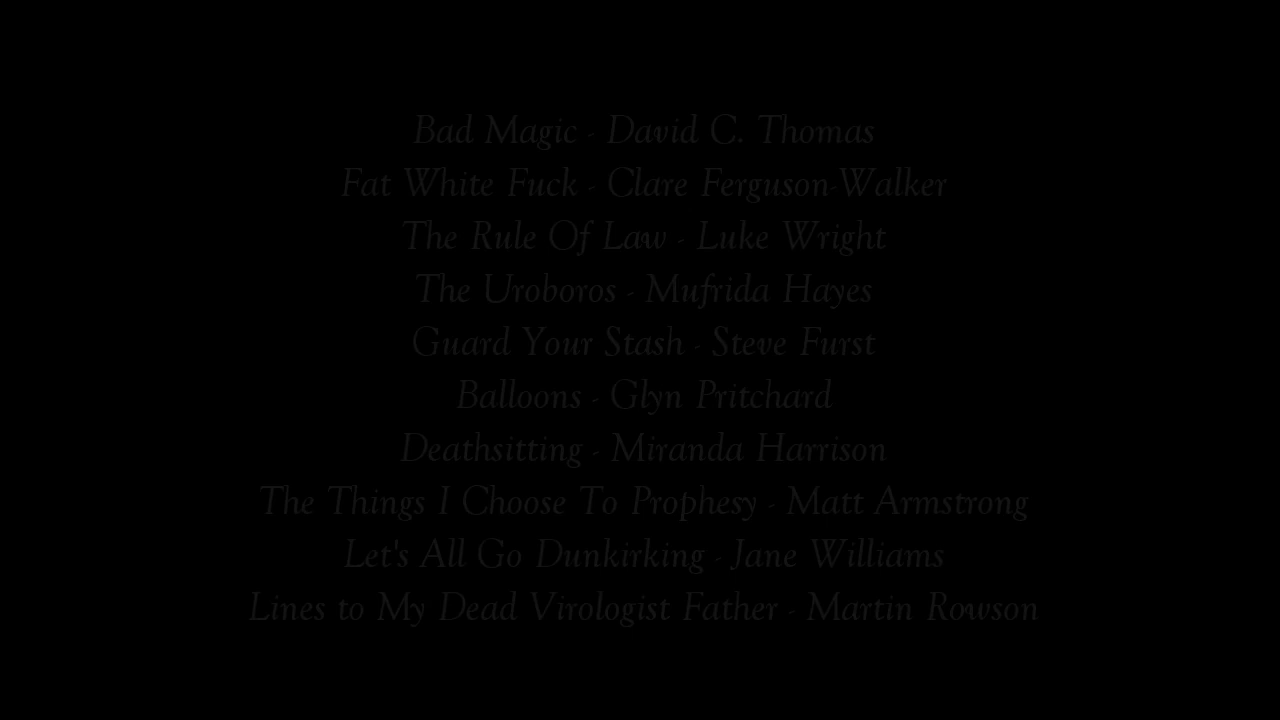 Bad Magic - David C. Thomas
Fat White Fuck - Clare Ferguson-Walker
The Rule Of Law - Luke Wright
The Uroboros - Mufrida Hayes
Guard Your Stash - Steve Furst
Balloons - Glyn Pritchard
Deathsitting - Miranda Harrison
The Things I Choose To Prophesy - Matt Armstrong
Let's All Go Dunkirking - Jane Williams
Lines to My Dead Virologist Father - Martin Rowson